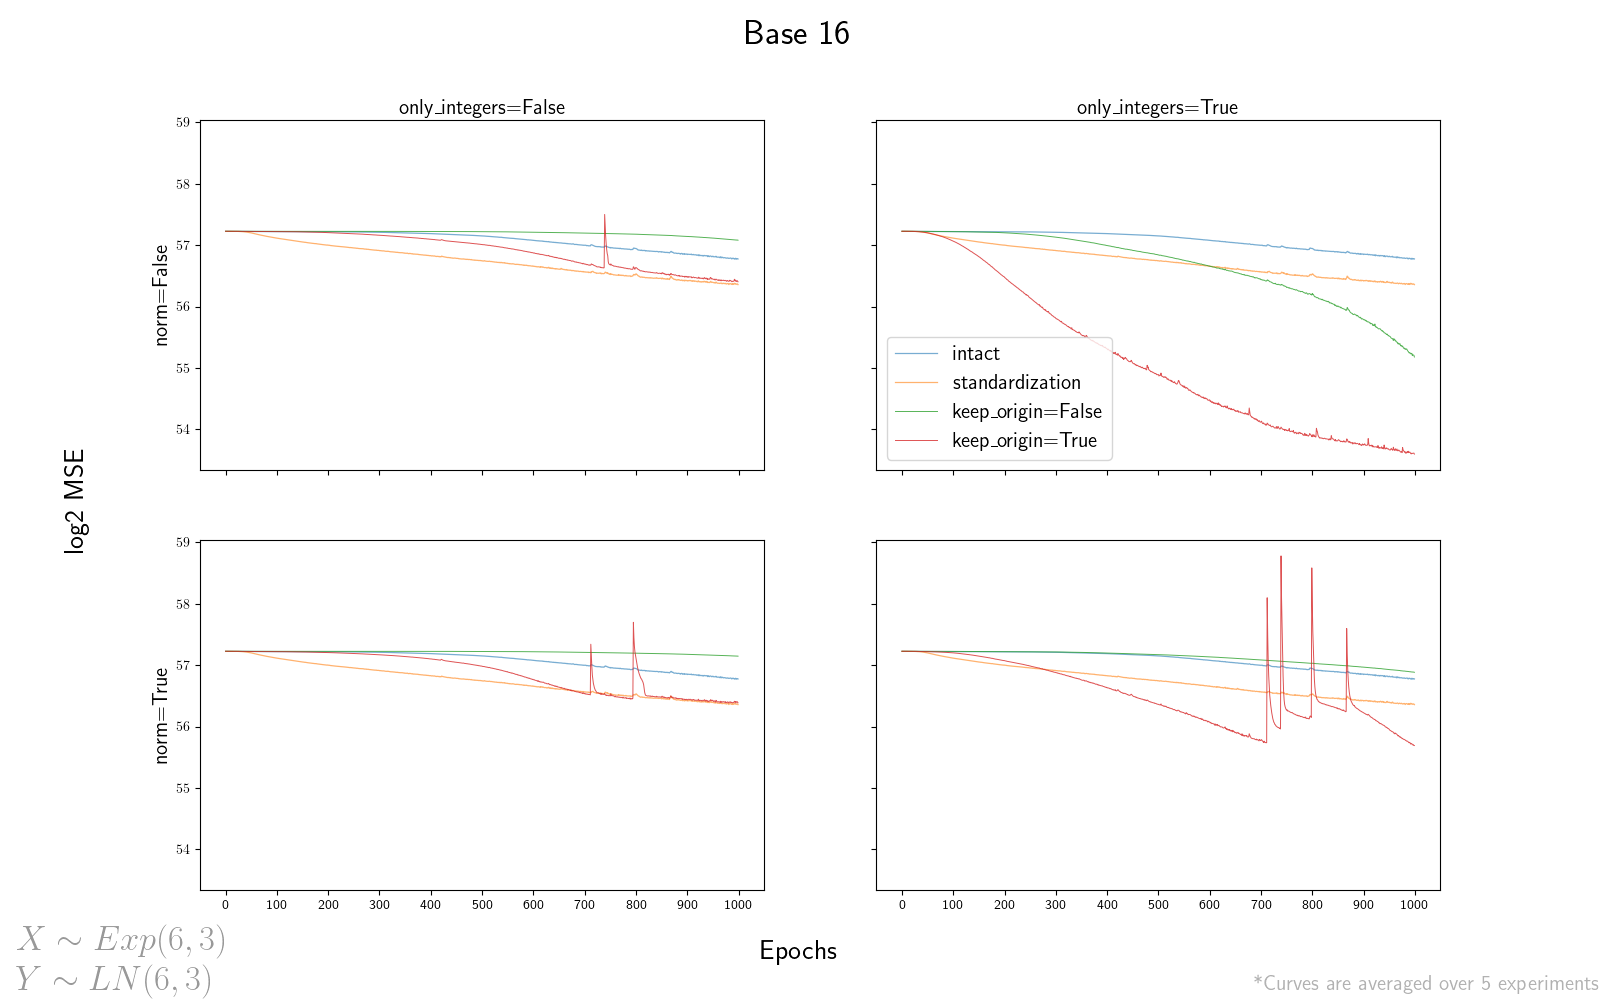 Base 16
only_integers=False
only_integers=True
59
58
57
56
55
54
norm=False
intact
standardization
keep_origin=False
keep_origin=True
log2 MSE
59
58
57
56
55
54
norm=True
0 100 200 300 400 500 600 700 800 900 1000
0 100 200 300 400 500 600 700 800 900 1000
Epochs
X ∼ Exp(6, 3)
Y ∼ LN(6, 3)
*Curves are averaged over 5 experiments